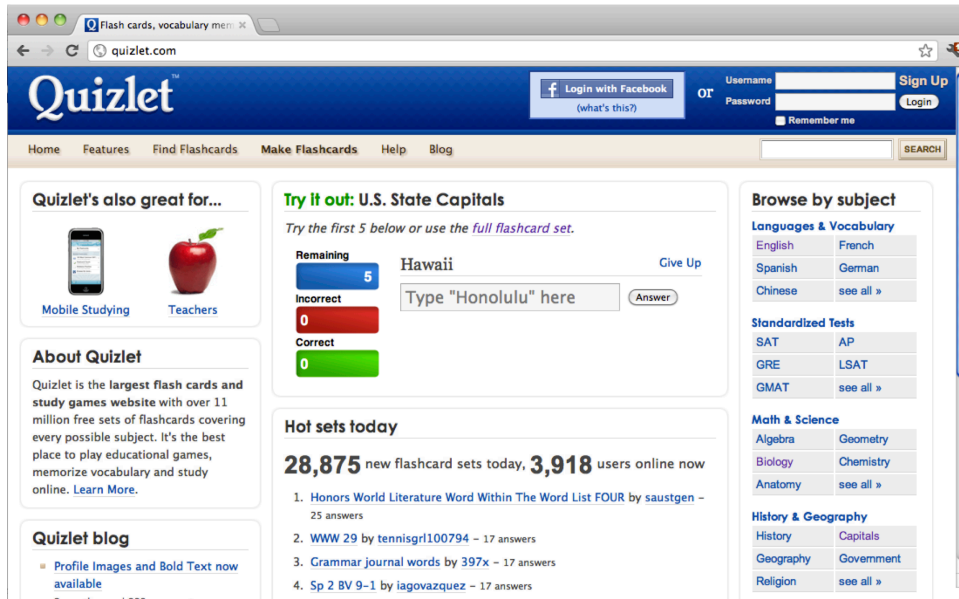 Flash cards, vocabulary mem
quizlet.com
Quizlet™
Login with Facebook
(what's this?)
or
Username
Sign Up
Password
Login
Remember me
Home Features Find Flashcards Make Flashcards Help Blog
SEARCH
Quizlet's also great for...
Mobile Studying Teachers
About Quizlet
Quizlet is the largest flash cards and
study games website with over 11
million free sets of flashcards covering
every possible subject. It's the best
place to play educational games,
memorize vocabulary and study
online. Learn More.
Quizlet blog
Profile Images and Bold Text now
available
Try it out: U.S. State Capitals
Try the first 5 below or use the full flashcard set.
Remaining
5
Incorrect
0
Correct
0
Hawaii
Give Up
Type "Honolulu" here
Answer
Hot sets today
28,875 new flashcard sets today, 3,918 users online now
1. Honors World Literature Word Within The Word List FOUR by saustgen –
25 answers
2. WWW 29 by tennisgrl100794 – 17 answers
3. Grammar journal words by 397x – 17 answers
4. Sp 2 BV 9-1 by iagovazquez – 17 answers
Browse by subject
Languages & Vocabulary
English French
Spanish German
Chinese see all »
Standardized Tests
SAT AP
GRE LSAT
GMAT see all »
Math & Science
Algebra Geometry
Biology Chemistry
Anatomy see all »
History & Geography
History Capitals
Geography Government
Religion see all »